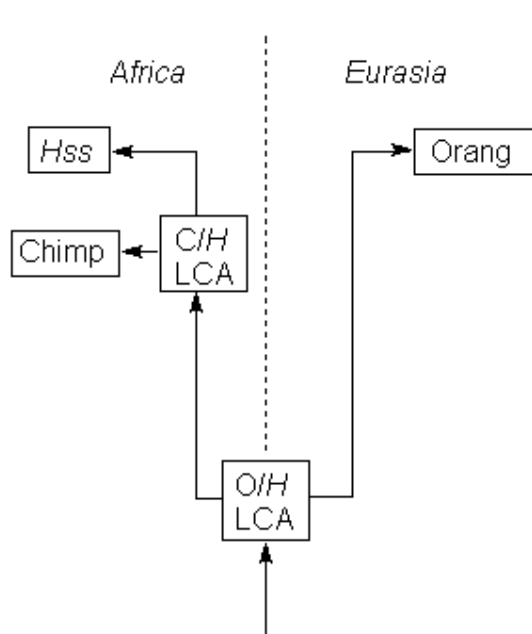 Africa
Eurasia
Hss
Orang
Chimp
C/H
LCA
O/H
LCA